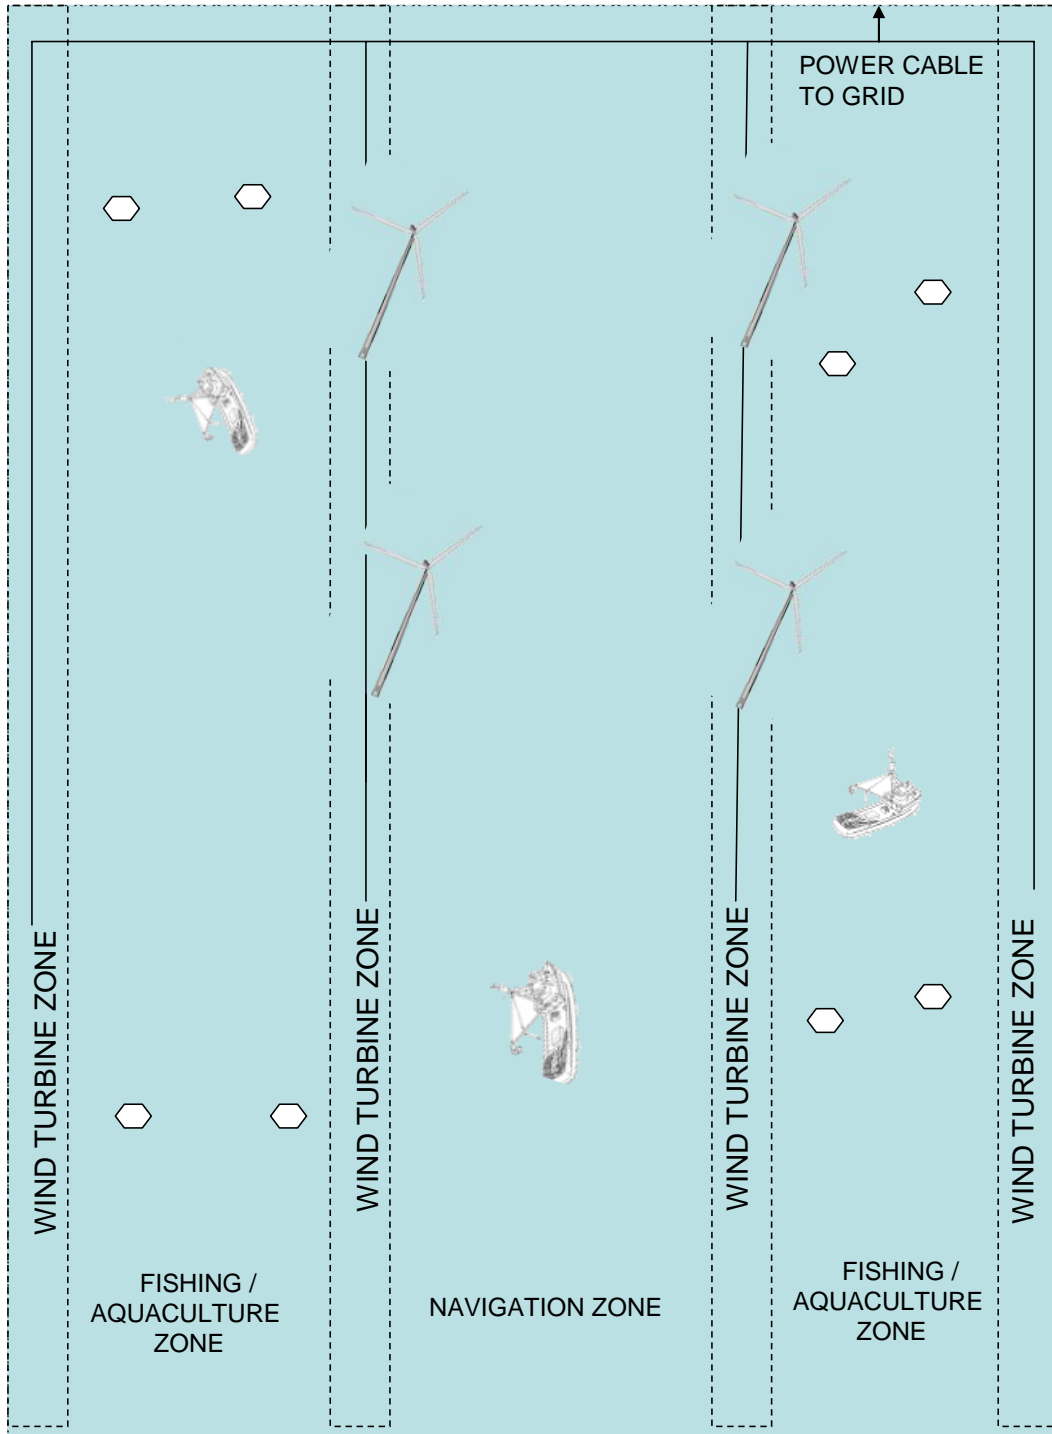 POWER CABLE
TO GRID
WIND TURBINE ZONE
WIND TURBINE ZONE
WIND TURBINE ZONE
WIND TURBINE ZONE
FISHING /
AQUACULTURE
ZONE
NAVIGATION ZONE
FISHING /
AQUACULTURE
ZONE